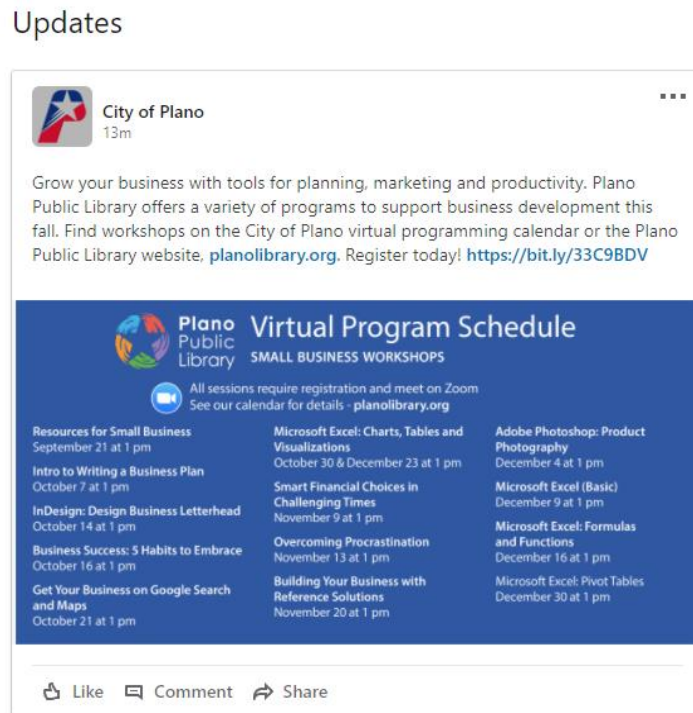 Updates
City of Plano
13m
Grow your business with tools for planning, marketing and productivity. Plano
Public Library offers a variety of programs to support business development this
fall. Find workshops on the City of Plano virtual programming calendar or the Plano
Public Library website, planolibrary.org. Register today! https://bit.ly/33C9BDV
Plano
Public
Library
Virtual Program Schedule
SMALL BUSINESS WORKSHOPS
All sessions require registration and meet on Zoom
See our calendar for details - planolibrary.org
Resources for Small Business
September 21 at 1 pm
Intro to Writing a Business Plan
October 7 at 1 pm
InDesign: Design Business Letterhead
October 14 at 1 pm
Business Success: 5 Habits to Embrace
October 16 at 1 pm
Get Your Business on Google Search
and Maps
October 21 at 1 pm
Microsoft Excel: Charts, Tables and
Visualizations
October 30 & December 23 at 1 pm
Smart Financial Choices in
Challenging Times
November 9 at 1 pm
Overcoming Procrastination
November 13 at 1 pm
Building Your Business with
Reference Solutions
November 20 at 1 pm
Adobe Photoshop: Product
Photography
December 4 at 1 pm
Microsoft Excel (Basic)
December 9 at 1 pm
Microsoft Excel: Formulas
and Functions
December 16 at 1 pm
Microsoft Excel: Pivot Tables
December 30 at 1 pm
Like Comment Share